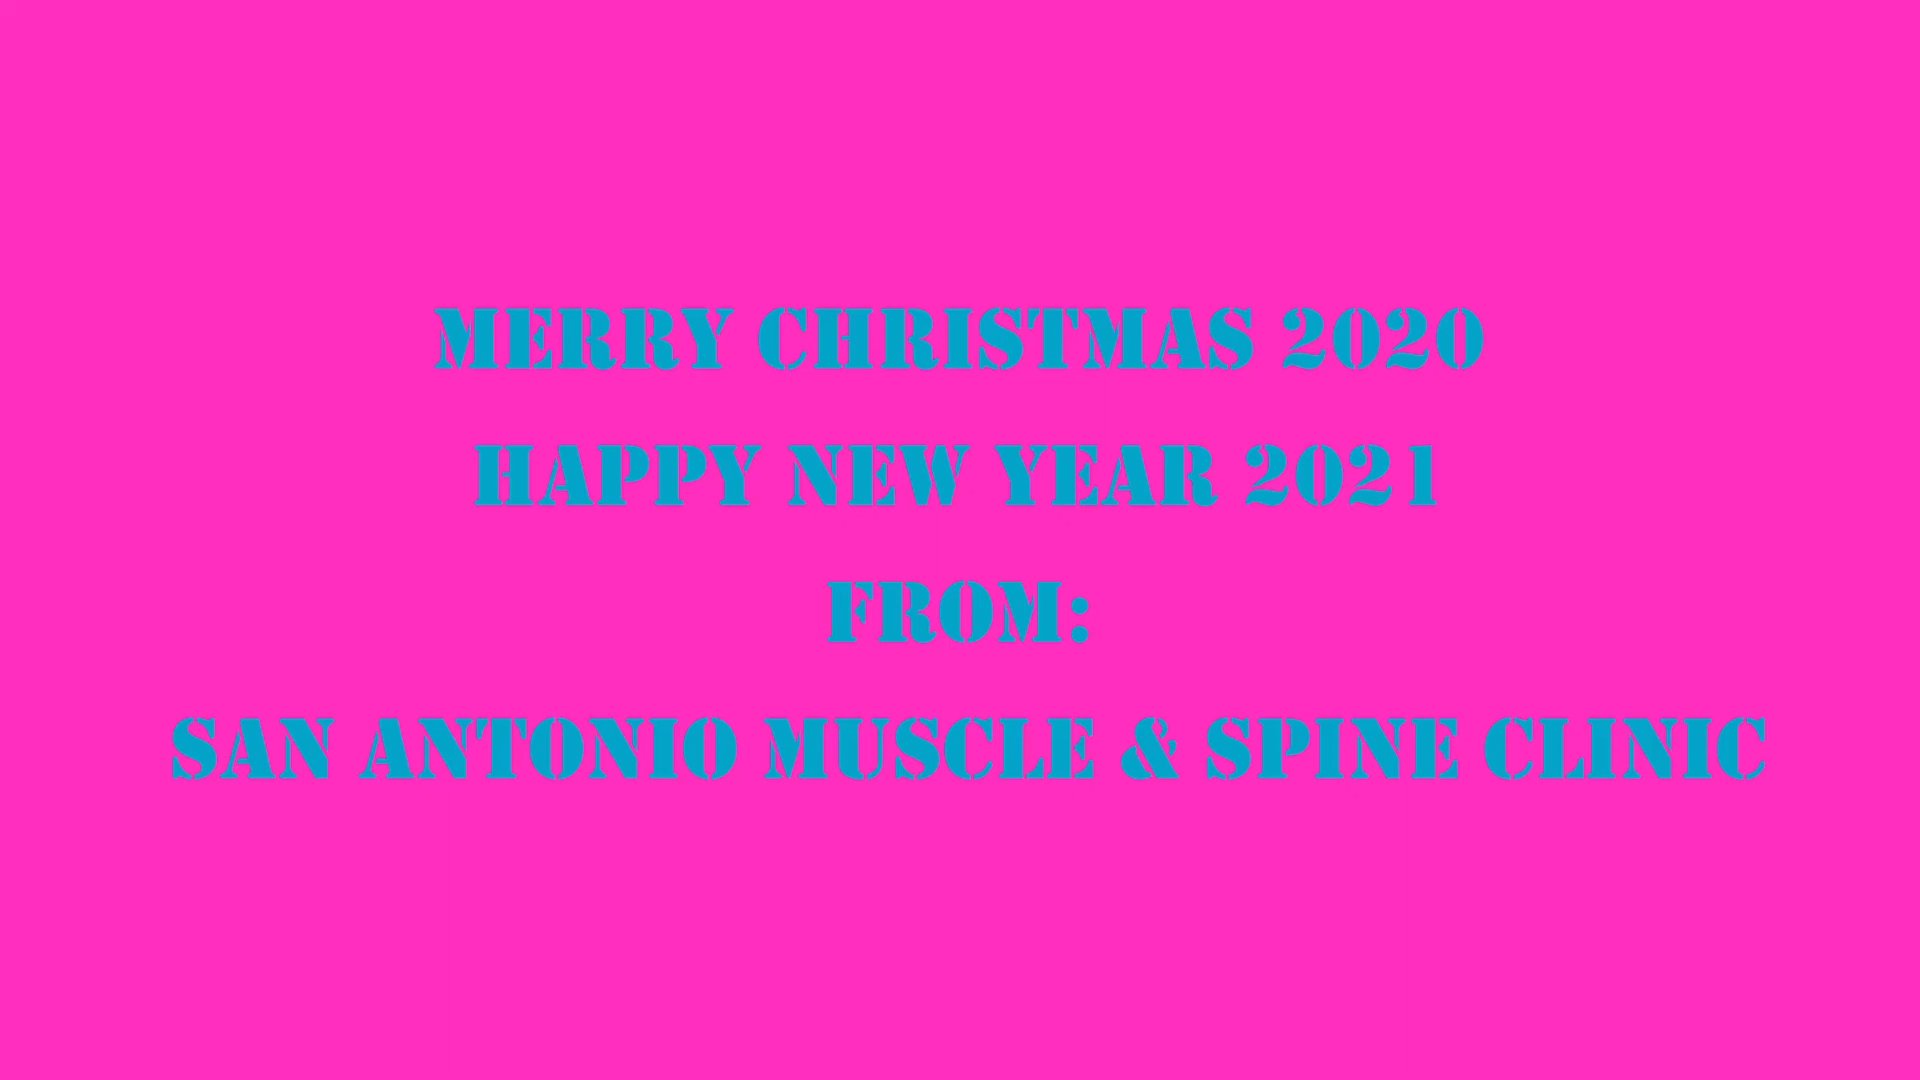 MERRY CHRISTMAS 2020
HAPPY NEW YEAR 2021
FROM:
SAN ANTONIO MUSCLE & SPINE CLINIC